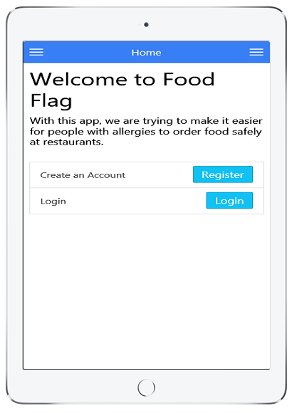 Home
Welcome to Food
Flag
With this app, we are trying to make it easier
for people with allergies to order food safely
at restaurants.
Create an Account Register
Login Login